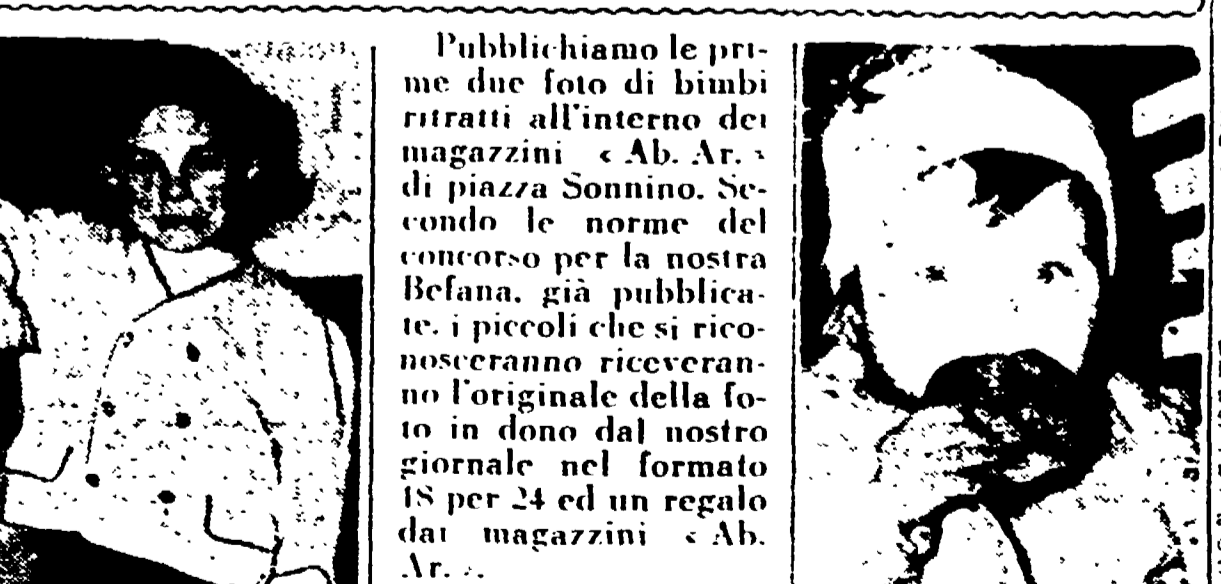 Pubblichiamo le pri-
me due foto di bimbi
ritratti all'interno dei
magazzini « Ab. Ar. »
di piazza Sonnino. Se-
condo le norme del
concorso per la nostra
Befana, già pubblica-
te, i piccoli che si rico-
nosceranno riceveran-
no l'originale della fo-
to in dono dal nostro
giornale nel formato
18 per 24 ed un regalo
dai magazzini « Ab.
Ar. ».